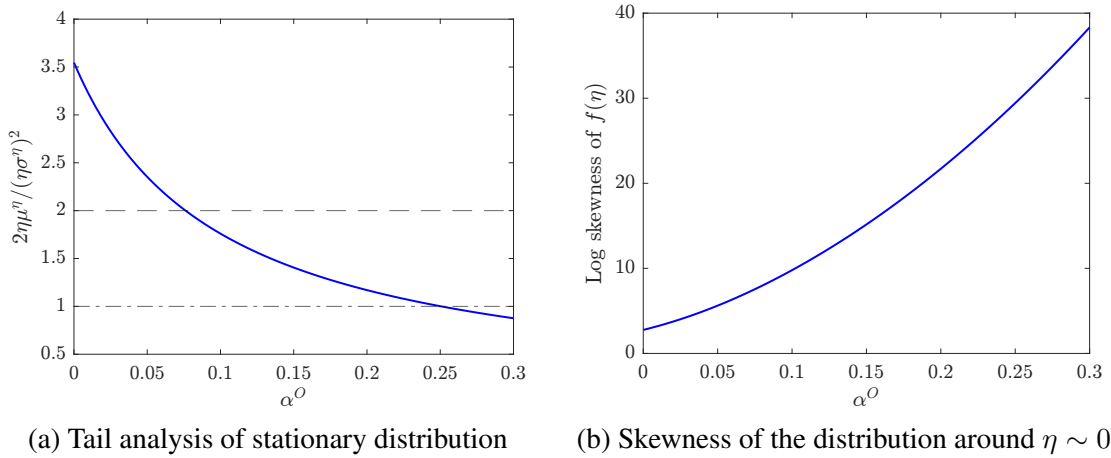 4
3.5
3
2.5
2
1.5
1
0.5
2ημ^η/(ησ^η)^2
0 0.05 0.1 0.15 0.2 0.25 0.3
α^O
(a) Tail analysis of stationary distribution
40
30
20
10
0
Log skewness of f(η)
0 0.05 0.1 0.15 0.2 0.25 0.3
α^O
(b) Skewness of the distribution around η ∼ 0